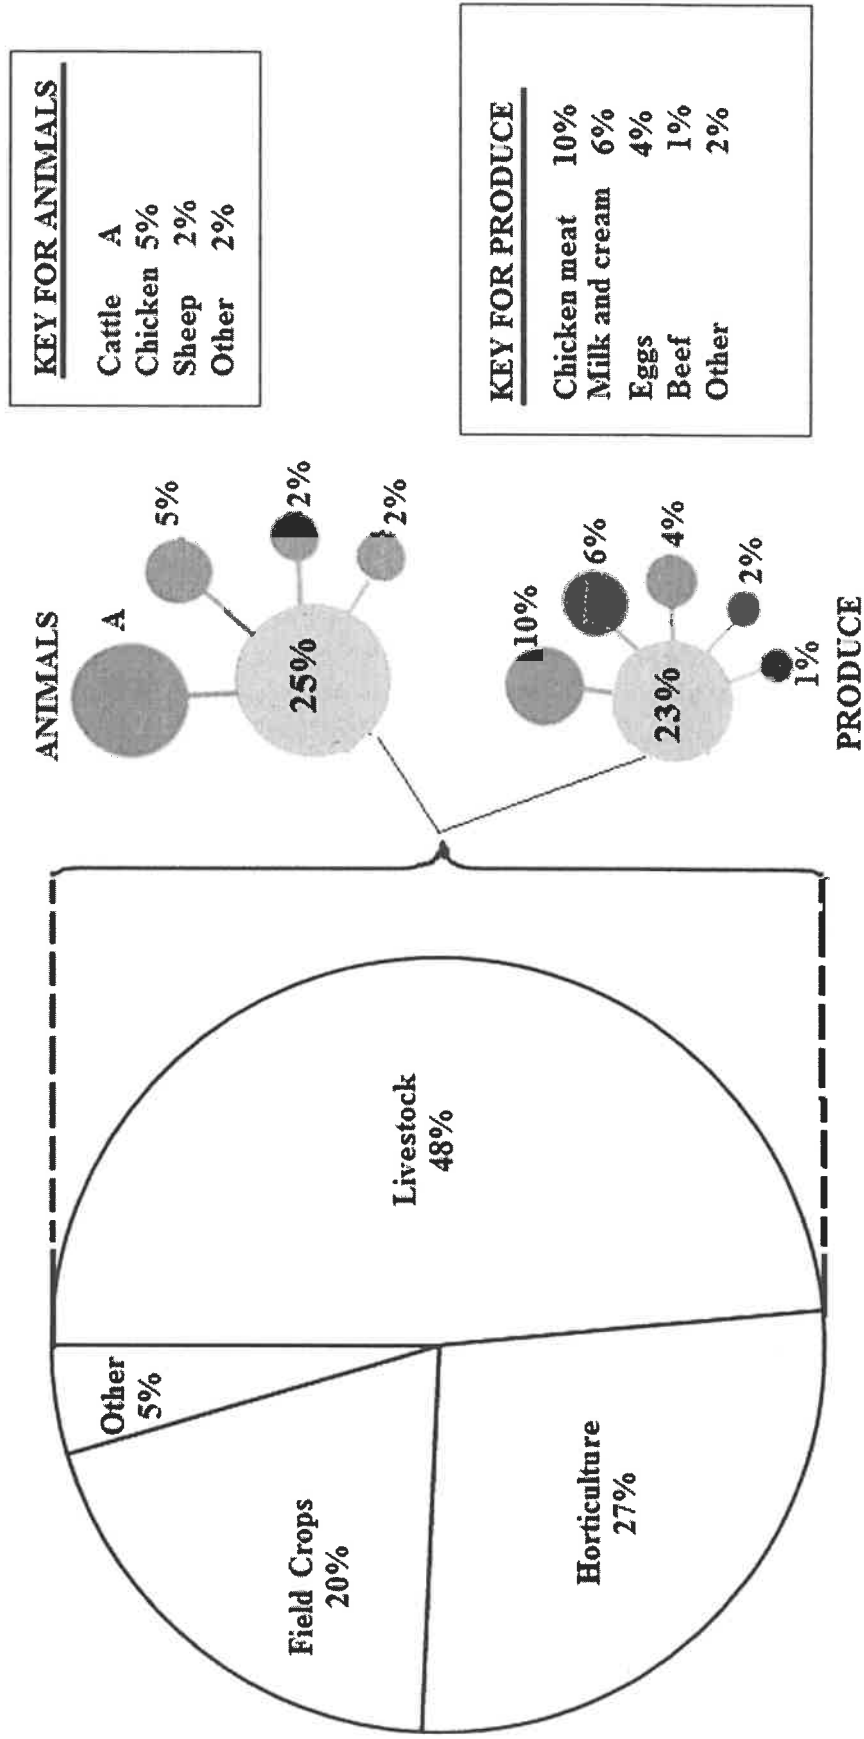 Other
5%
Field Crops
20%
Livestock
48%
Horticulture
27%
ANIMALS
A
5%
2%
2%
25%
10%
6%
4%
2%
1%
23%
PRODUCE
KEY FOR ANIMALS
Cattle A
Chicken 5%
Sheep 2%
Other 2%
KEY FOR PRODUCE
Chicken meat 10%
Milk and cream 6%
Eggs 4%
Beef 1%
Other 2%